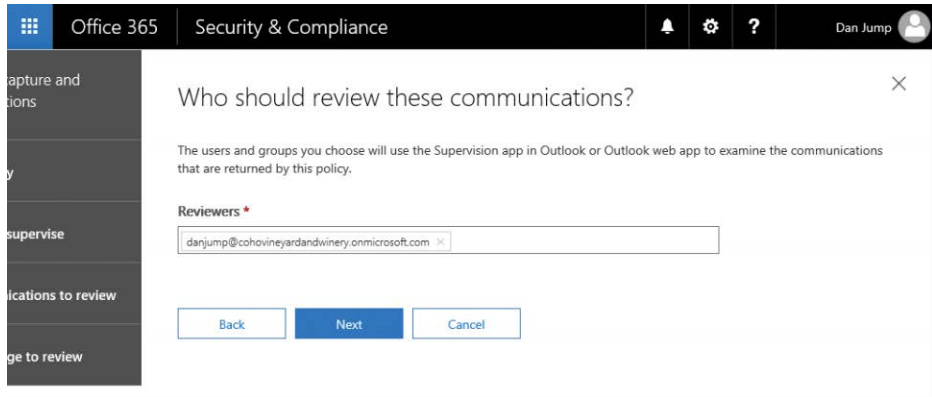 Office 365
Security & Compliance
?
Dan Jump
apture and
tions
y
supervise
ications to review
ge to review
Who should review these communications?
The users and groups you choose will use the Supervision app in Outlook or Outlook web app to examine the communications
that are returned by this policy.
Reviewers *
danjump@cohovineyardandwinery.onmicrosoft.com
Back
Next
Cancel